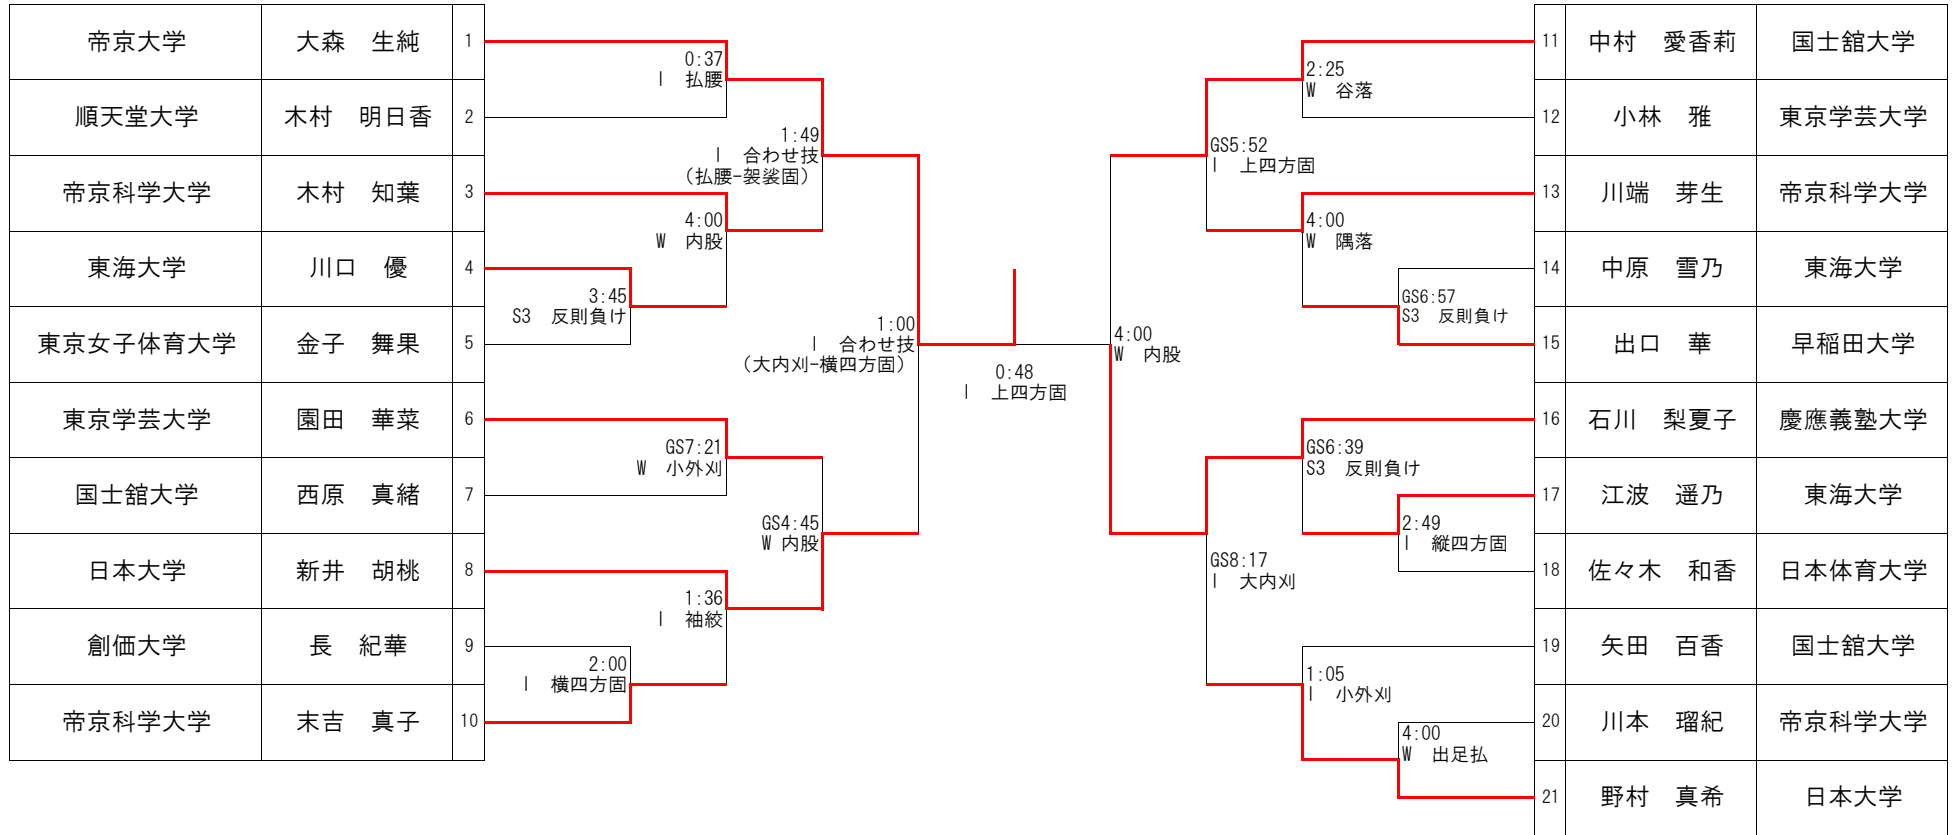 帝京大学 大森 生純 1
順天堂大学 木村 明日香 2
帝京科学大学 木村 知葉 3
東海大学 川口 優 4
東京女子体育大学 金子 舞果 5
東京学芸大学 園田 華菜 6
国士舘大学 西原 真緒 7
日本大学 新井 胡桃 8
創価大学 長 紀華 9
帝京科学大学 末吉 真子 10
0:37
I 払腰
1:49
I 合わせ技
(払腰-袈裟固)
4:00
W 内股
3:45
S3 反則負け
1:00
I 合わせ技
(大内刈-横四方固)
GS7:21
W 小外刈
GS4:45
W 内股
1:36
I 袖絞
2:00
I 横四方固
0:48
I 上四方固
4:00
W 内股
2:25
W 谷落
GS5:52
I 上四方固
4:00
W 隅落
GS6:57
S3 反則負け
GS6:39
S3 反則負け
2:49
I 縦四方固
GS8:17
I 大内刈
1:05
I 小外刈
4:00
W 出足払
11 中村 愛香莉 国士舘大学
12 小林 雅 東京学芸大学
13 川端 芽生 帝京科学大学
14 中原 雪乃 東海大学
15 出口 華 早稲田大学
16 石川 梨夏子 慶應義塾大学
17 江波 遥乃 東海大学
18 佐々木 和香 日本体育大学
19 矢田 百香 国士舘大学
20 川本 瑠紀 帝京科学大学
21 野村 真希 日本大学